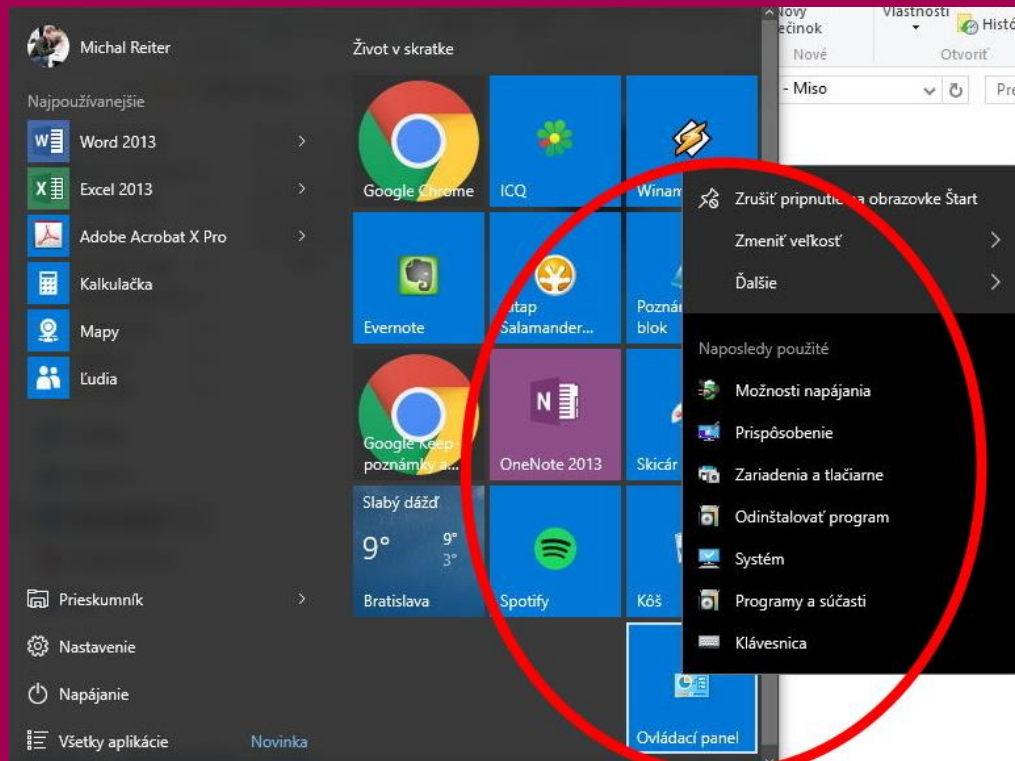 Michal Reiter
Najpoužívanejšie
Word 2013
Excel 2013
Adobe Acrobat X Pro
Kalkulačka
Mapy
Ľudia
Prieskumník
Nastavenie
Napájanie
Všetky aplikácie
Novinka
Život v skratke
Google Chrome
ICQ
Evernote
Salamander...
blok
Google Keep -
poznámky a...
OneNote 2013
Skicár
Slabý dážď
9°
9°
3°
Bratislava
Spotify
Kôš
Ovládací panel
Vlastnosti
Nové
Otvoriť
- Miso
Zrušiť pripnutie na obrazovke Štart
Zmeniť veľkosť
Ďalšie
Naposledy použité
Možnosti napájania
Prispôsobenie
Zariadenia a tlačiarne
Odinštalovať program
Systém
Programy a súčasti
Klávesnica